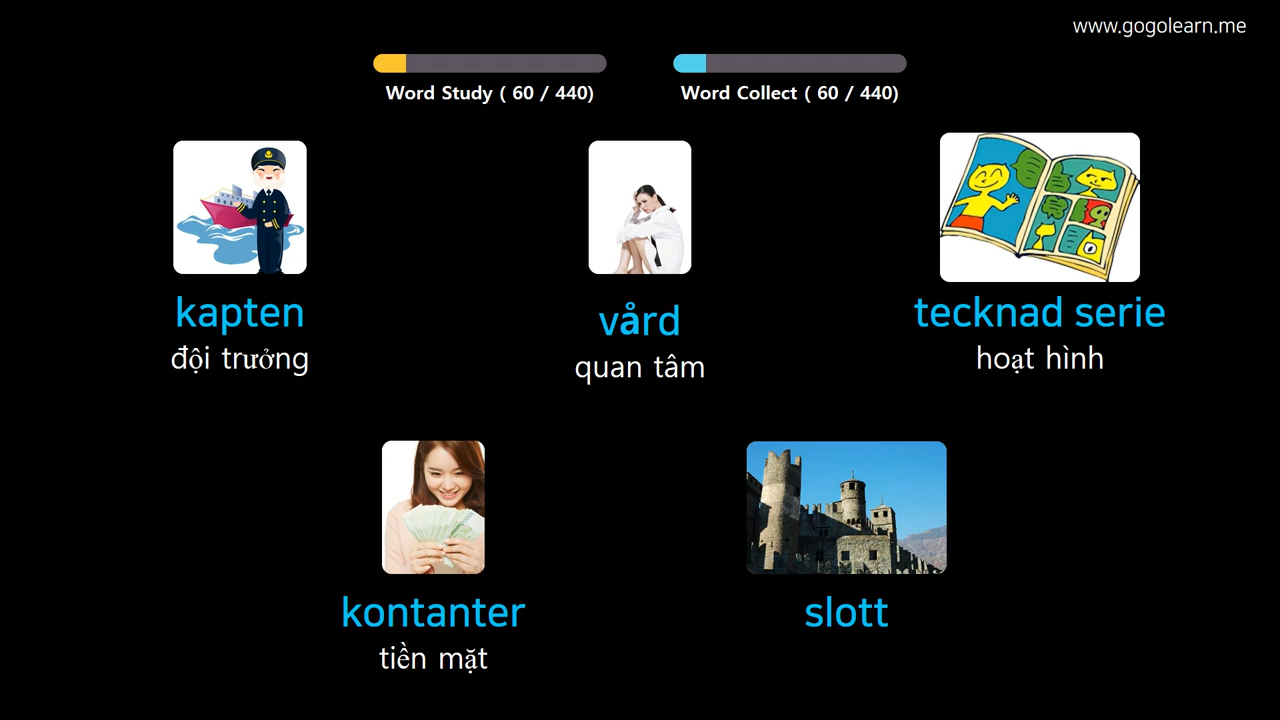 www.gogolearn.me
Word Study ( 60 / 440)
Word Collect ( 60 / 440)
kapten
đội trưởng
vård
quan tâm
tecknad serie
hoạt hình
kontanter
tiền mặt
slott